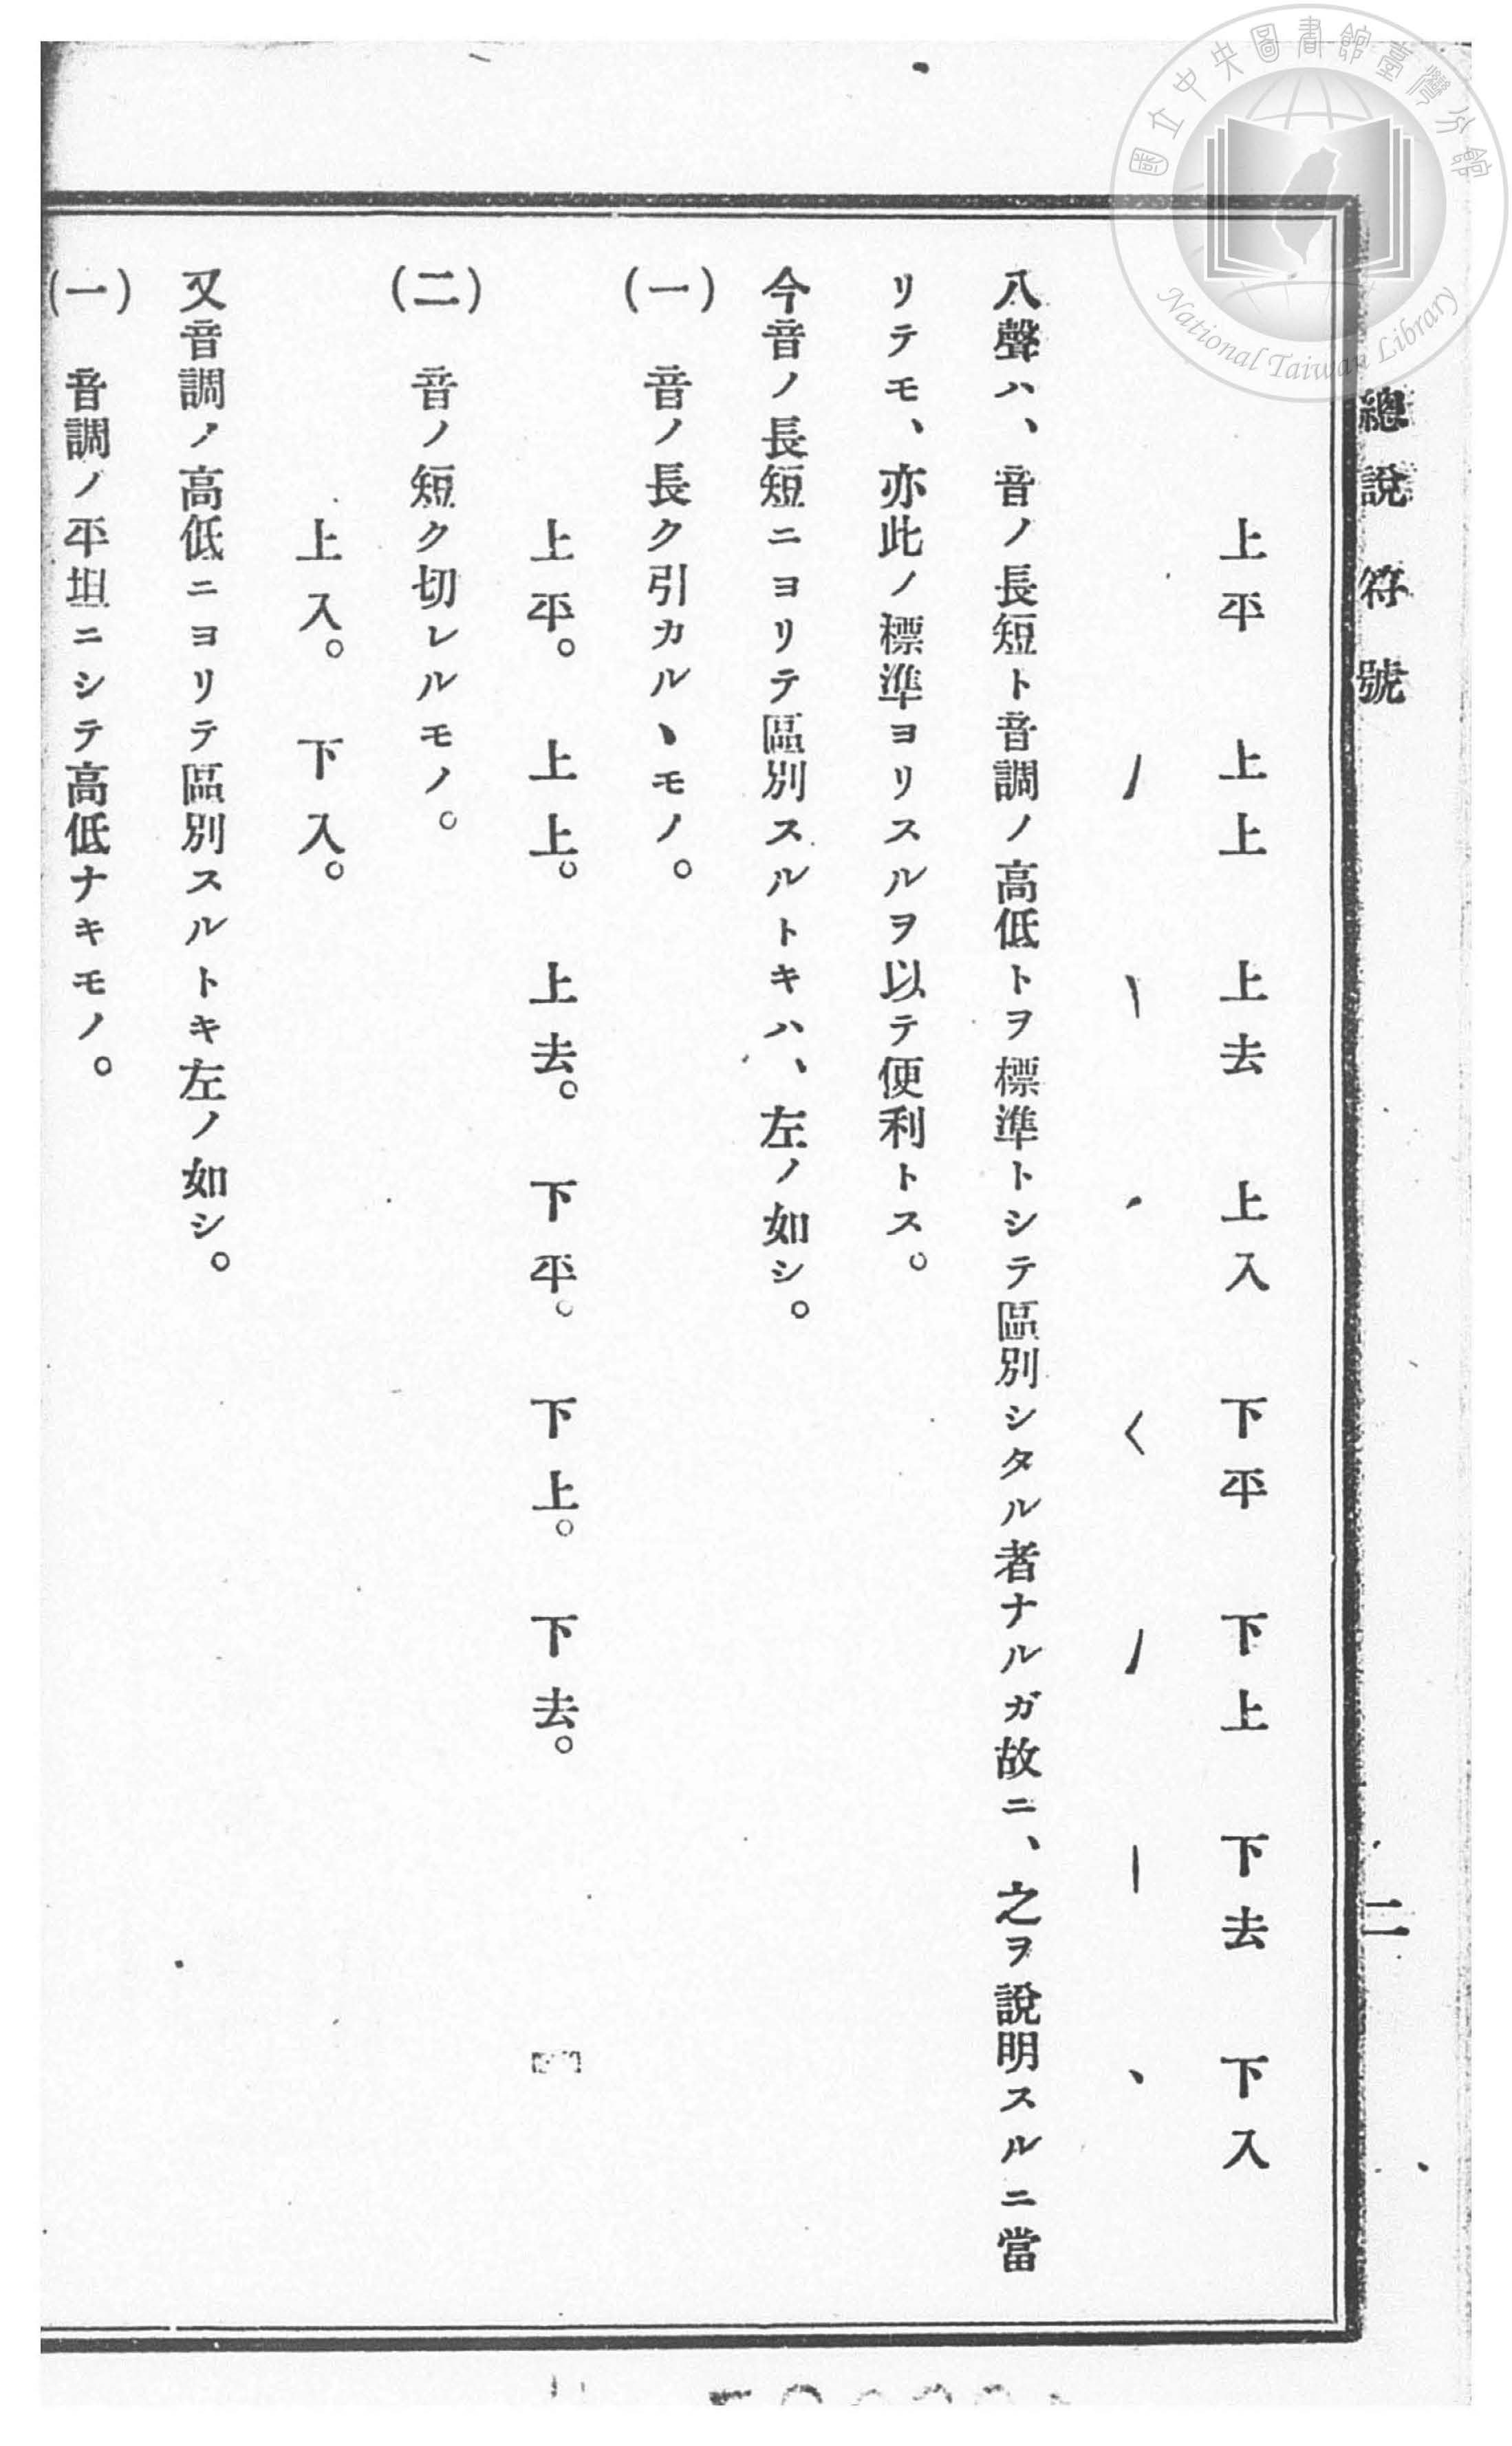 國立中央圖書館臺灣分館
National Taiwan Library
總說 符號
二
上平 上上 上去 上入 下平 下上 下去 下入
八聲ハ、音ノ長短ト音調ノ高低トヲ標準トシテ區別シタル者ナルガ故ニ、之ヲ說明スルニ當
リテモ、亦此ノ標準ヨリスルヲ以テ便利トス。
今音ノ長短ニヨリテ區別スルトキハ、左ノ如シ。
(一) 音ノ長ク引カルヽモノ。
上平。 上上。 上去。 下平。 下上。 下去。
(二) 音ノ短ク切レルモノ。
上入。 下入。
又音調ノ高低ニヨリテ區別スルトキ左ノ如シ。
(一) 音調ノ平坦ニシテ高低ナキモノ。